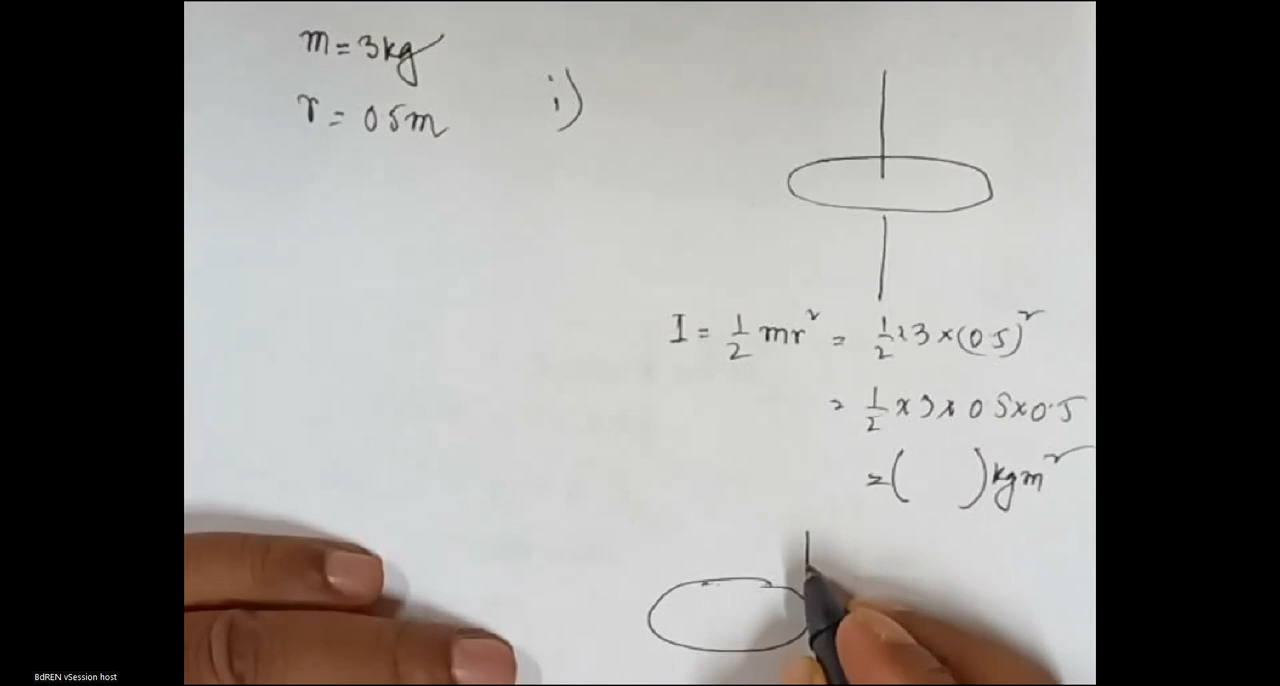 m = 3kg
r = 0.5m
i)
I = 1/2 mr² = 1/2 × 3 × (0.5)²
= 1/2 × 3 × 0.5 × 0.5
= ( ) kgm²
BdREN vSession host